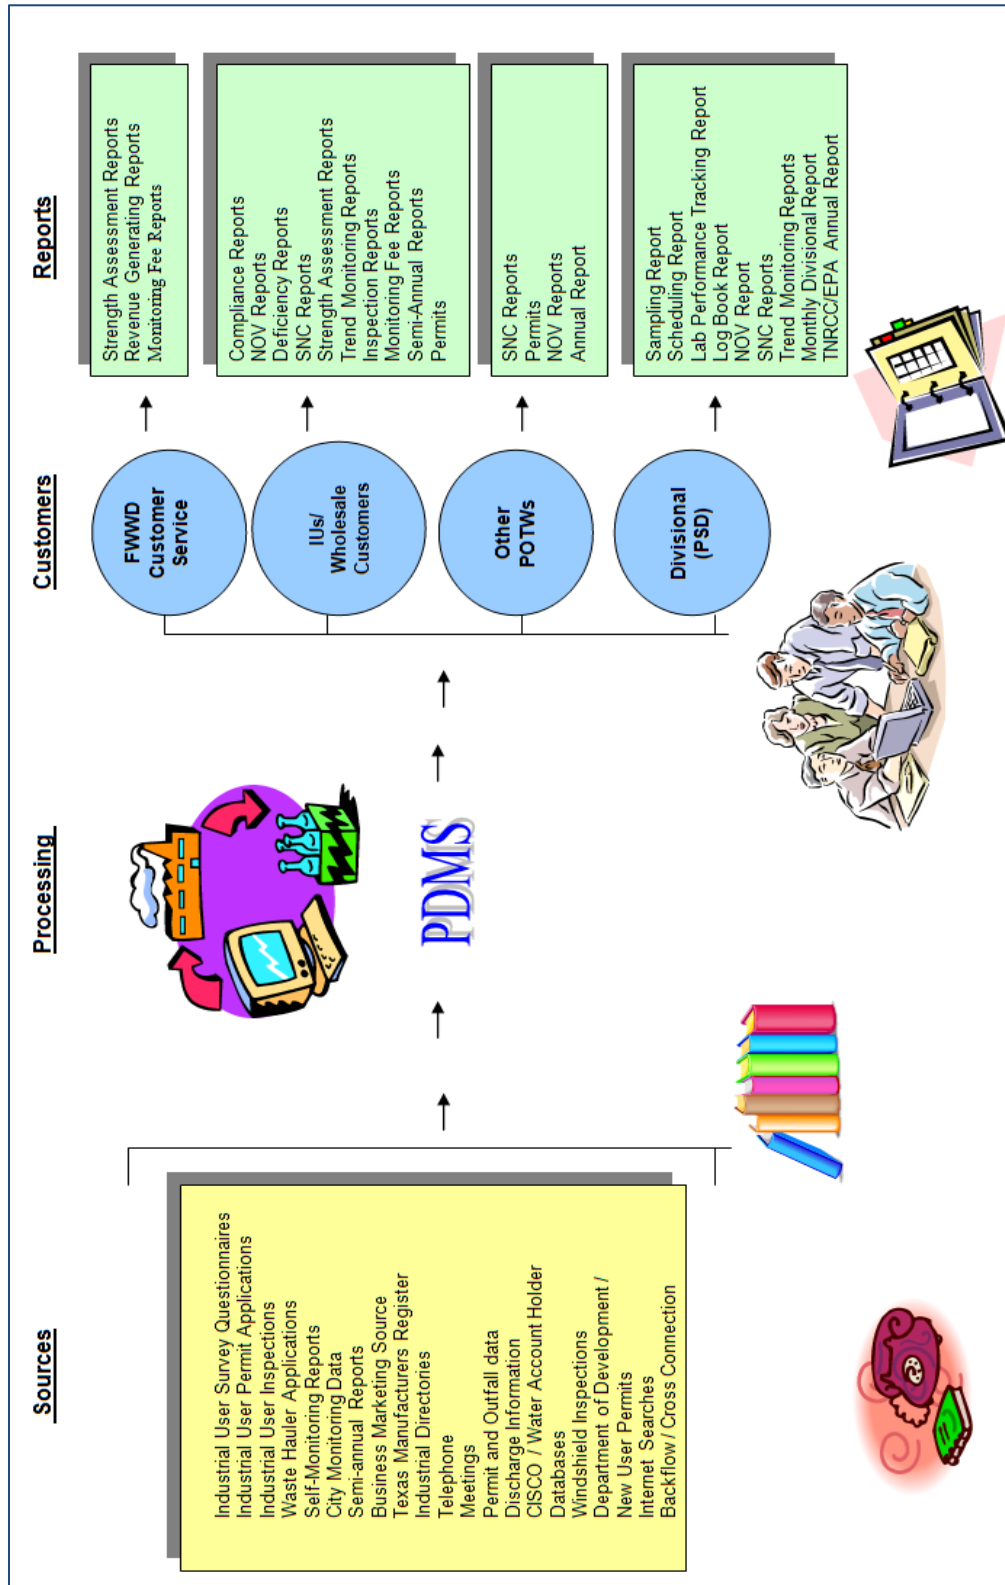 Sources
Industrial User Survey Questionnaires
Industrial User Permit Applications
Industrial User Inspections
Waste Hauler Applications
Self-Monitoring Reports
City Monitoring Data
Semi-annual Reports
Business Marketing Source
Texas Manufacturers Register
Industrial Directories
Telephone
Meetings
Permit and Outfall data
Discharge Information
CISCO / Water Account Holder
Databases
Windshield Inspections
Department of Development /
New User Permits
Internet Searches
Backflow / Cross Connection
Processing
PDMS
Customers
FWWD
Customer
Service
IUs/
Wholesale
Customers
Other
POTWs
Divisional
(PSD)
Reports
Strength Assessment Reports
Revenue Generating Reports
Monitoring Fee Reports
Compliance Reports
NOV Reports
Deficiency Reports
SNC Reports
Strength Assessment Reports
Trend Monitoring Reports
Inspection Reports
Monitoring Fee Reports
Semi-Annual Reports
Permits
SNC Reports
Permits
NOV Reports
Annual Report
Sampling Report
Scheduling Report
Lab Performance Tracking Report
Log Book Report
NOV Report
SNC Reports
Trend Monitoring Reports
Monthly Divisional Report
TNRCC/EPA Annual Report